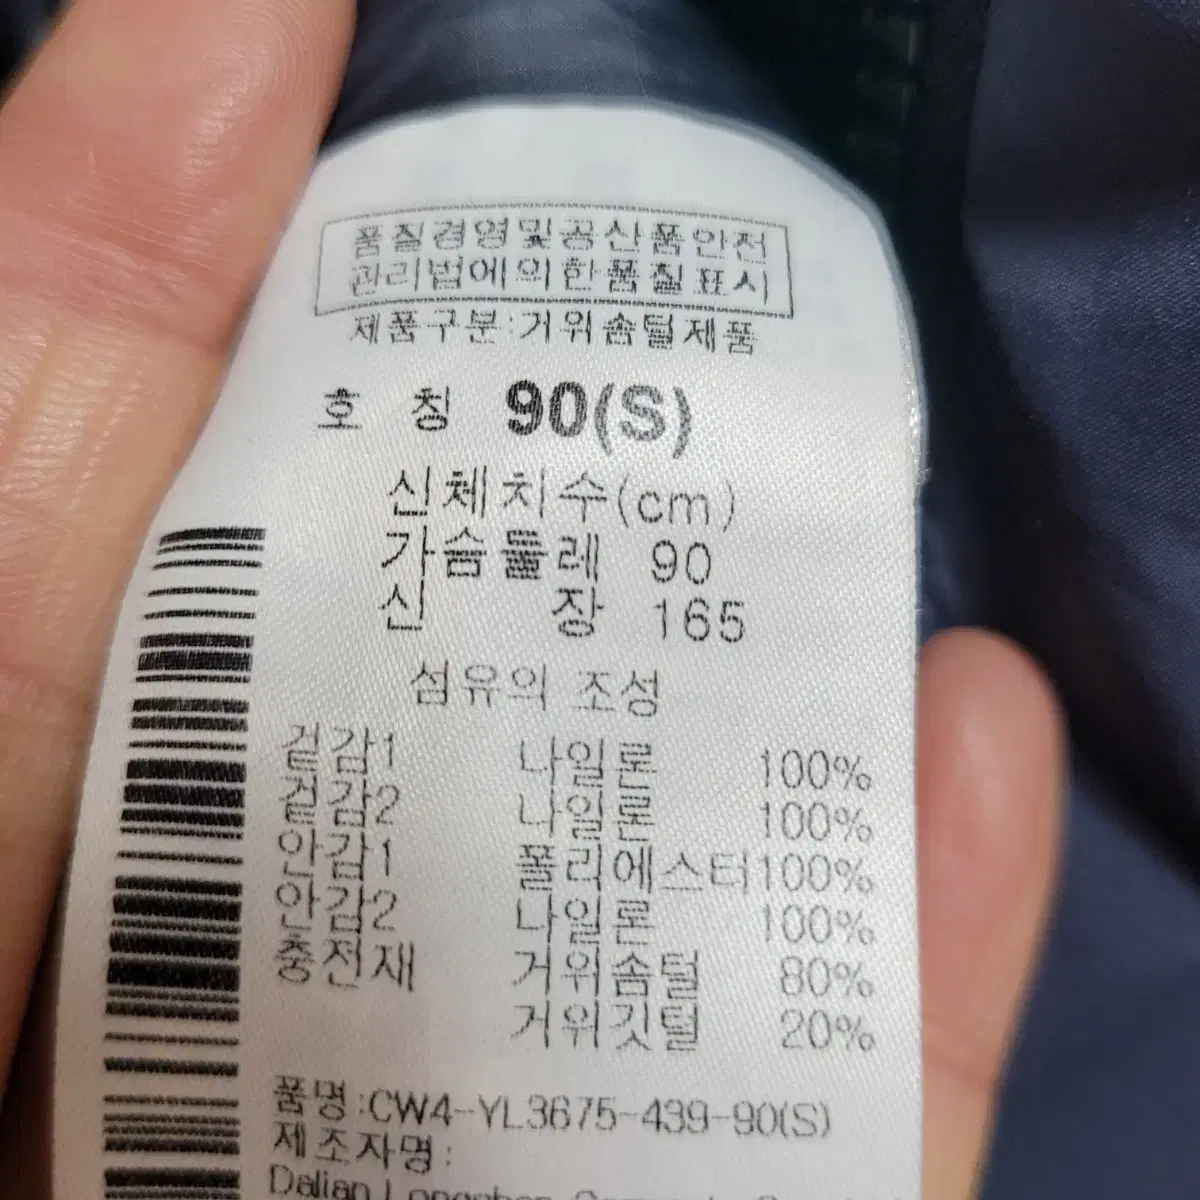 품질경영및공산품안전
관리법에의한품질표시
제품구분:거위솜털제품
호 칭 90(S)
신체치수(cm)
가슴둘레 90
신 장 165
섬유의 조성
겉감1 나일론 100%
겉감2 나일론 100%
안감1 폴리에스터100%
안감2 나일론 100%
충전재 거위솜털 80%
거위깃털 20%
품명:CW4-YL3675-439-90(S)
제조자명:
Dalian